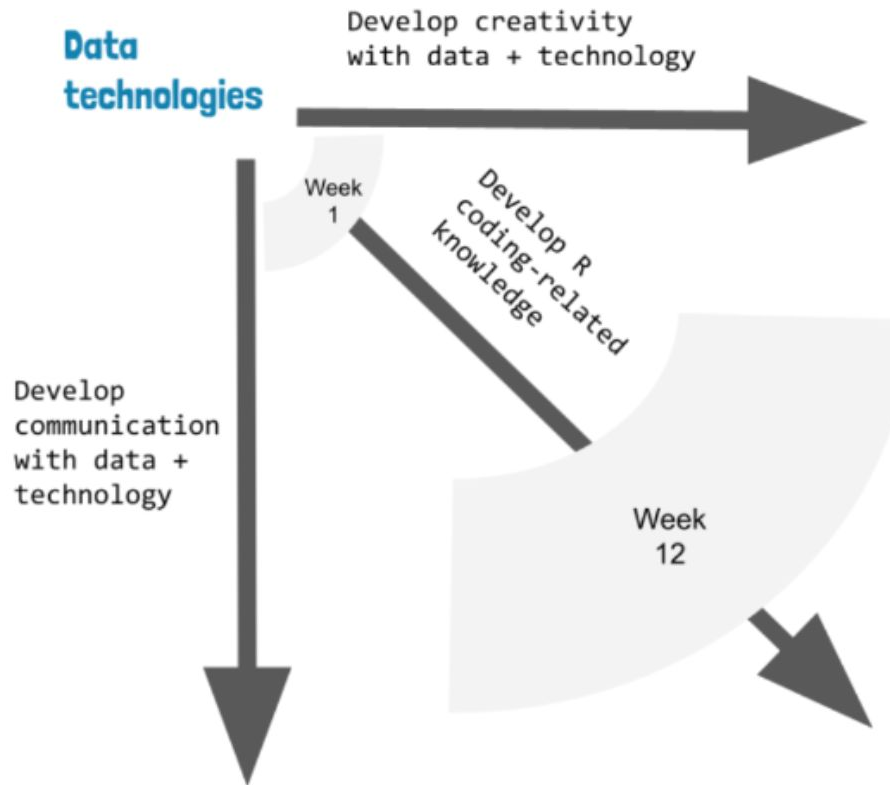 Data
technologies
Develop creativity
with data + technology
Week
1
Develop R
coding-related
knowledge
Develop
communication
with data +
technology
Week
12